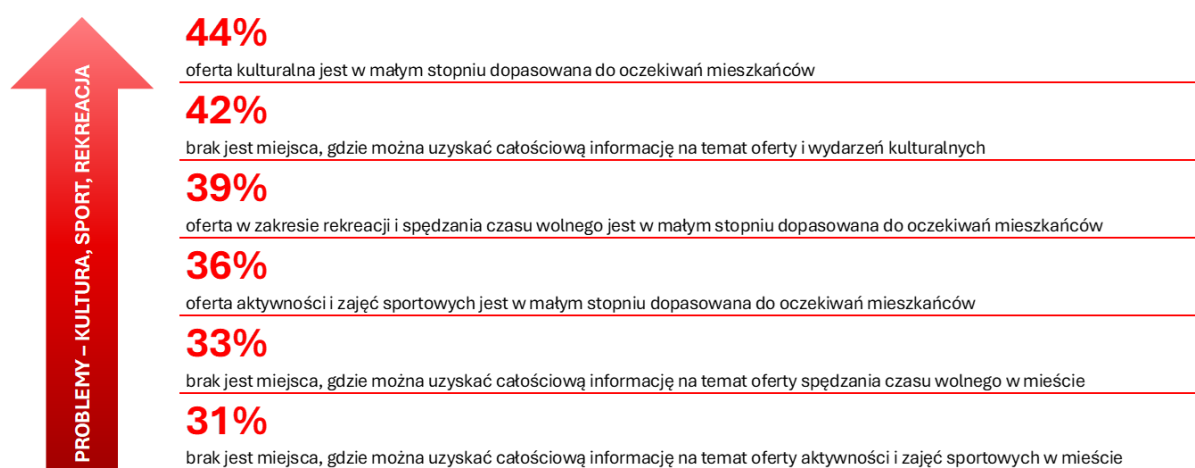 PROBLEMY – KULTURA, SPORT, REKREACJA
44%
oferta kulturalna jest w małym stopniu dopasowana do oczekiwań mieszkańców
42%
brak jest miejsca, gdzie można uzyskać całościową informację na temat oferty i wydarzeń kulturalnych
39%
oferta w zakresie rekreacji i spędzania czasu wolnego jest w małym stopniu dopasowana do oczekiwań mieszkańców
36%
oferta aktywności i zajęć sportowych jest w małym stopniu dopasowana do oczekiwań mieszkańców
33%
brak jest miejsca, gdzie można uzyskać całościową informację na temat oferty spędzania czasu wolnego w mieście
31%
brak jest miejsca, gdzie można uzyskać całościową informację na temat oferty aktywności i zajęć sportowych w mieście